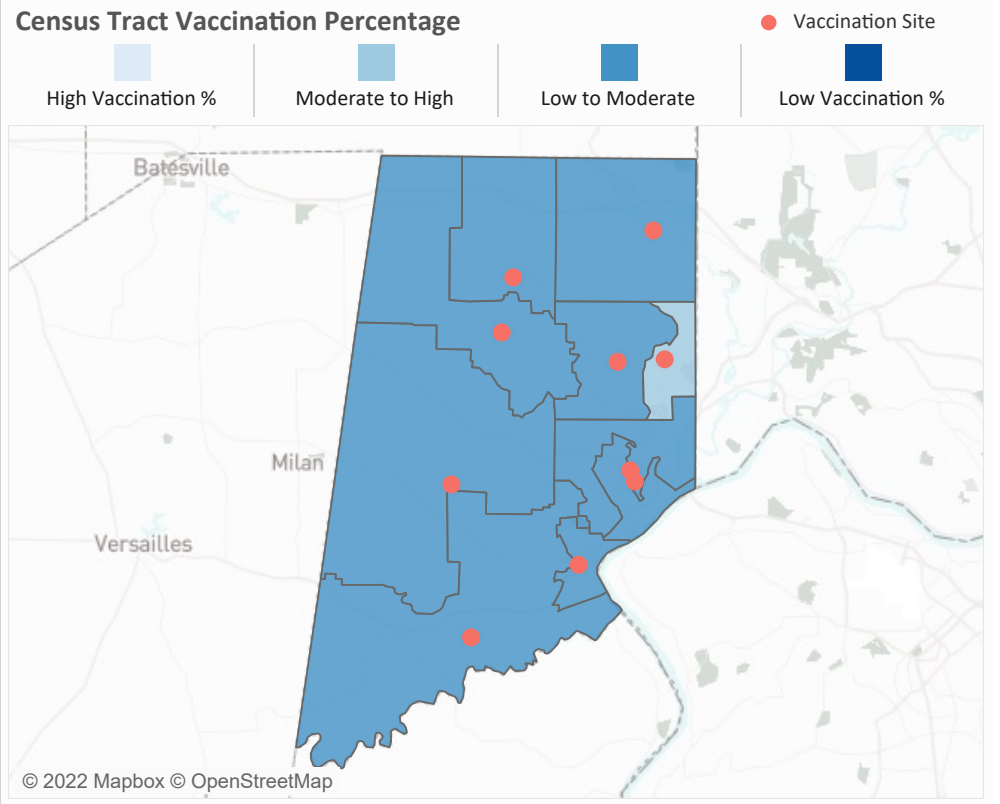 Census Tract Vaccination Percentage
Vaccination Site
High Vaccination %
Moderate to High
Low to Moderate
Low Vaccination %
Batesville
Milan
Versailles
© 2022 Mapbox © OpenStreetMap